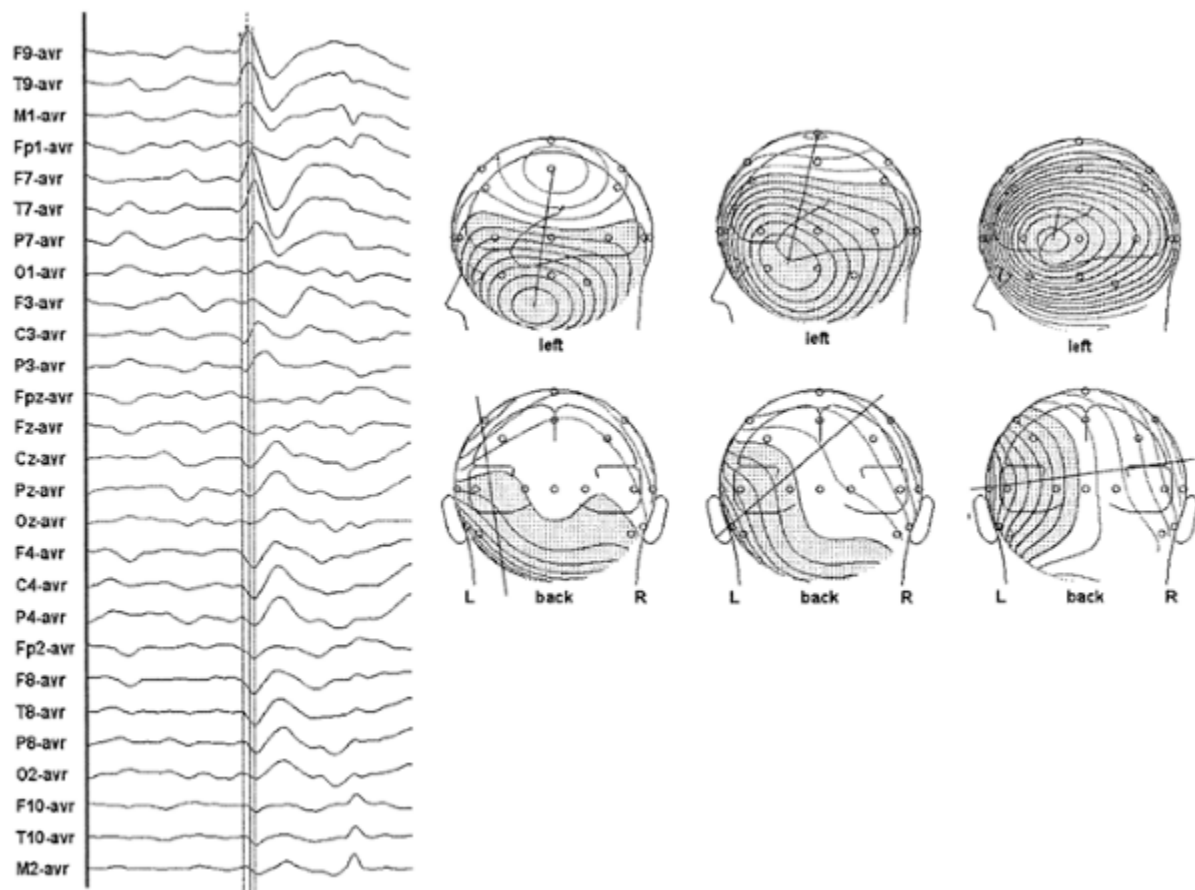 F9-avr
T9-avr
M1-avr
Fp1-avr
F7-avr
T7-avr
P7-avr
O1-avr
F3-avr
C3-avr
P3-avr
Fpz-avr
Fz-avr
Cz-avr
Pz-avr
Oz-avr
F4-avr
C4-avr
P4-avr
Fp2-avr
F8-avr
T8-avr
P8-avr
O2-avr
F10-avr
T10-avr
M2-avr
left left left
L back R L back R L back R